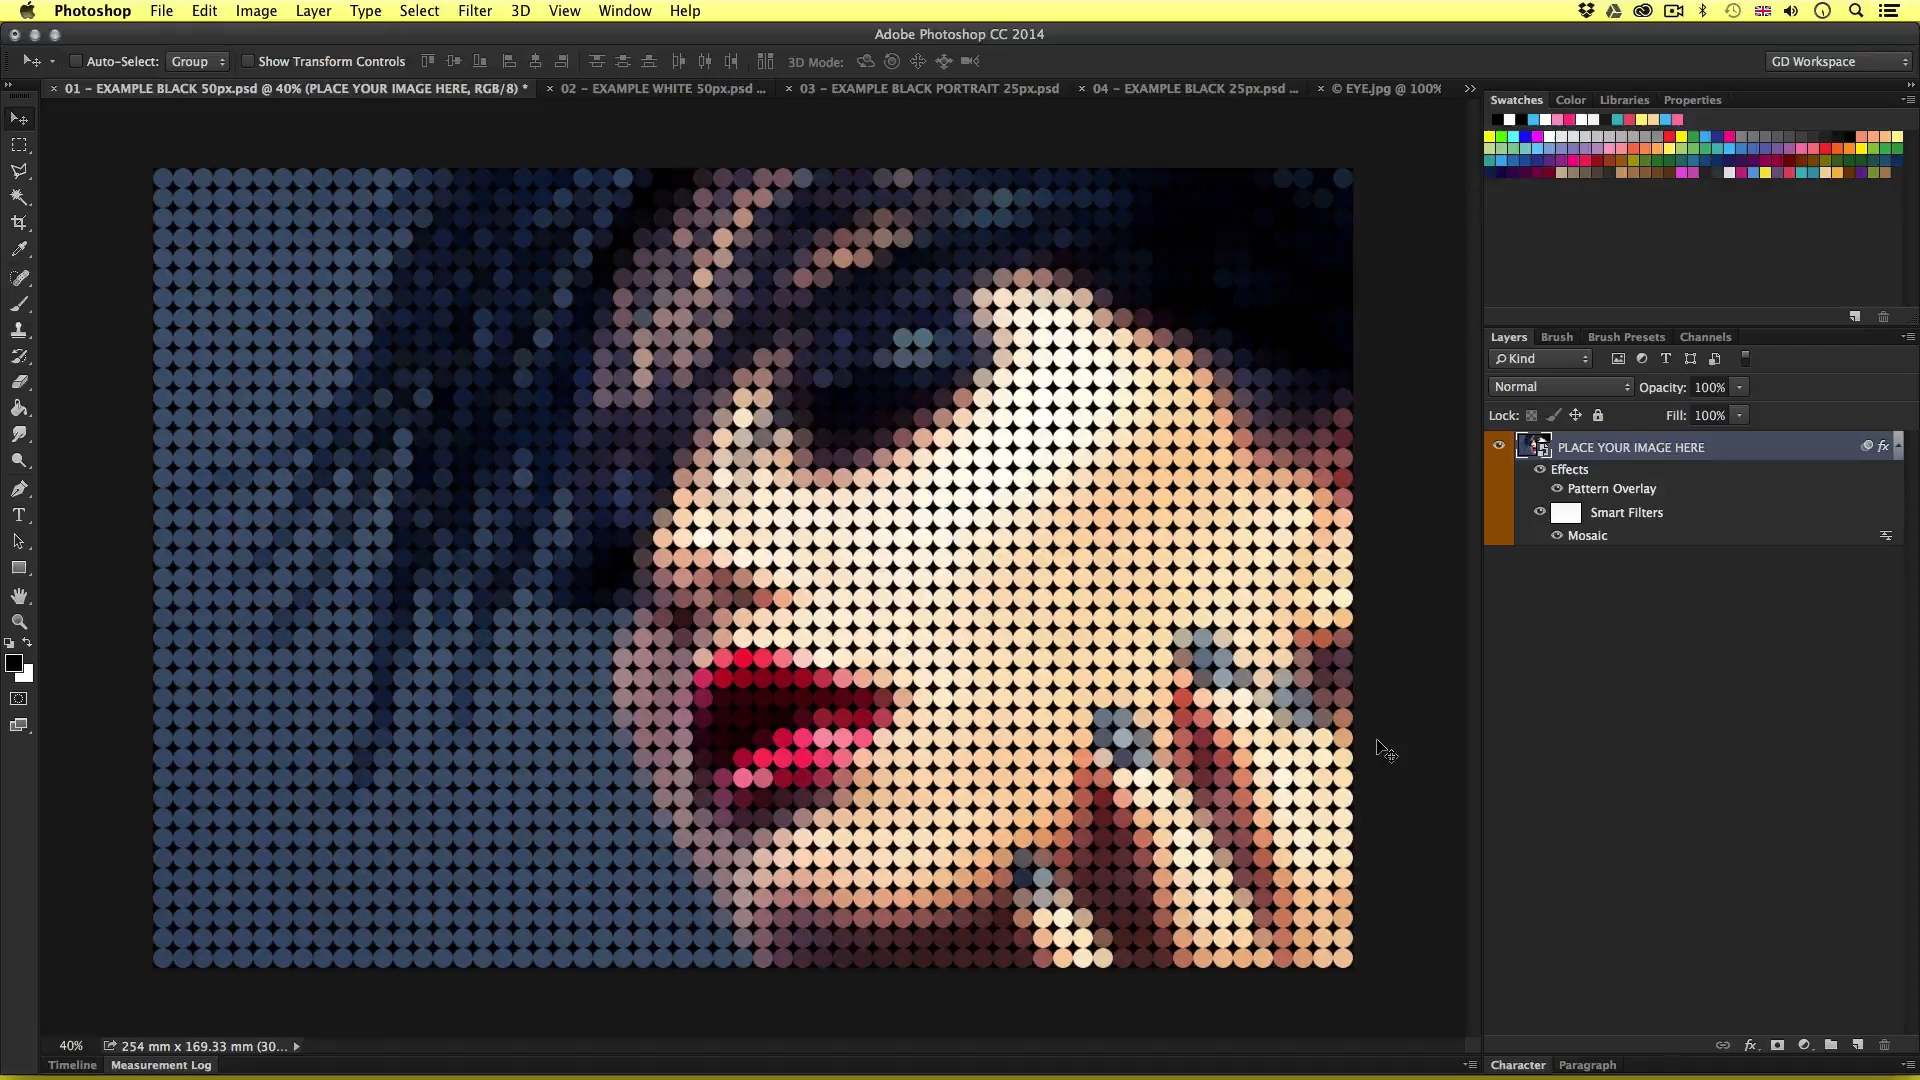 Photoshop File Edit Image Layer Type Select Filter 3D View Window Help
Adobe Photoshop CC 2014
Auto-Select: Group Show Transform Controls 3D Mode: GD Workspace
× 01 - EXAMPLE BLACK 50px.psd @ 40% (PLACE YOUR IMAGE HERE, RGB/8) * × 02 - EXAMPLE WHITE 50px.psd ... × 03 - EXAMPLE BLACK PORTRAIT 25px.psd × 04 - EXAMPLE BLACK 25px.psd ... × © EYE.jpg @ 100% >>
Swatches Color Libraries Properties
Layers Brush Brush Presets Channels
Kind
Normal Opacity: 100%
Lock: Fill: 100%
PLACE YOUR IMAGE HERE fx
Effects
Pattern Overlay
Smart Filters
Mosaic
40% 254 mm x 169.33 mm (30...
Timeline Measurement Log
Character Paragraph